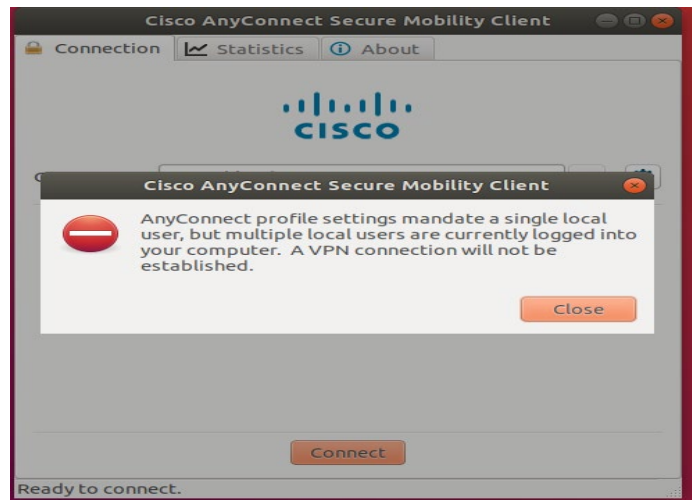 Cisco AnyConnect Secure Mobility Client
Connection Statistics About
CISCO
Cisco AnyConnect Secure Mobility Client
AnyConnect profile settings mandate a single local
user, but multiple local users are currently logged into
your computer. A VPN connection will not be
established.
Close
Connect
Ready to connect.